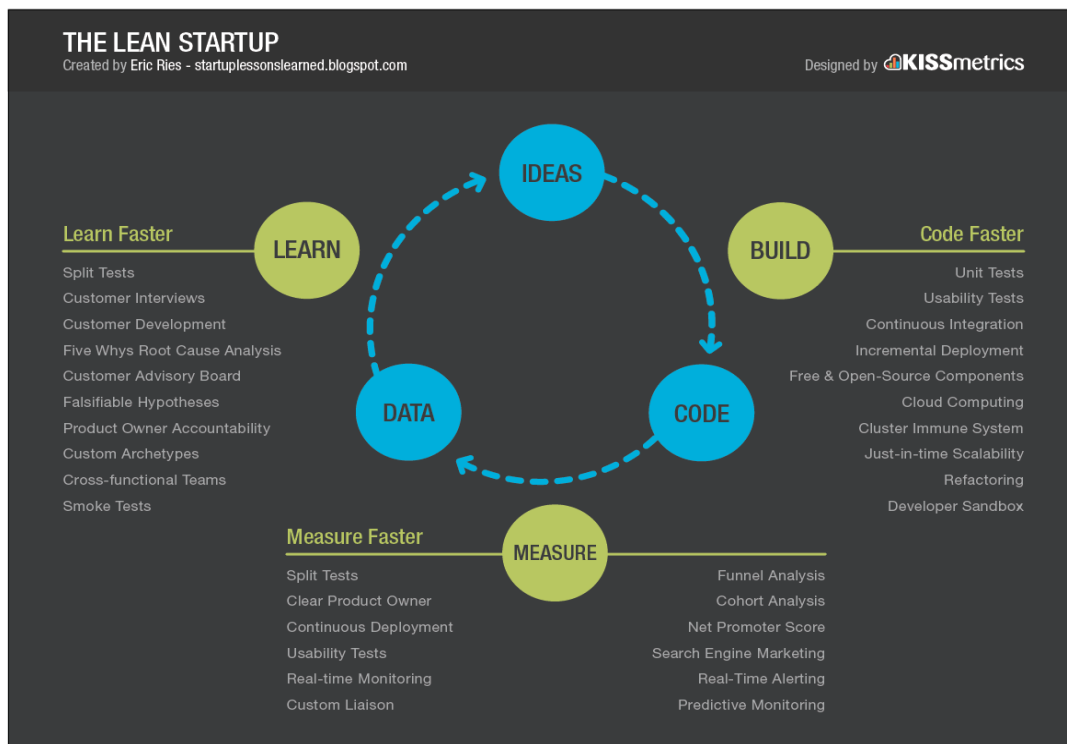 THE LEAN STARTUP
Created by Eric Ries - startuplessonslearned.blogspot.com
Designed by KISSmetrics
IDEAS
LEARN
BUILD
DATA
CODE
MEASURE
Learn Faster
Split Tests
Customer Interviews
Customer Development
Five Whys Root Cause Analysis
Customer Advisory Board
Falsifiable Hypotheses
Product Owner Accountability
Custom Archetypes
Cross-functional Teams
Smoke Tests
Code Faster
Unit Tests
Usability Tests
Continuous Integration
Incremental Deployment
Free & Open-Source Components
Cloud Computing
Cluster Immune System
Just-in-time Scalability
Refactoring
Developer Sandbox
Measure Faster
Split Tests
Clear Product Owner
Continuous Deployment
Usability Tests
Real-time Monitoring
Custom Liaison
Funnel Analysis
Cohort Analysis
Net Promoter Score
Search Engine Marketing
Real-Time Alerting
Predictive Monitoring